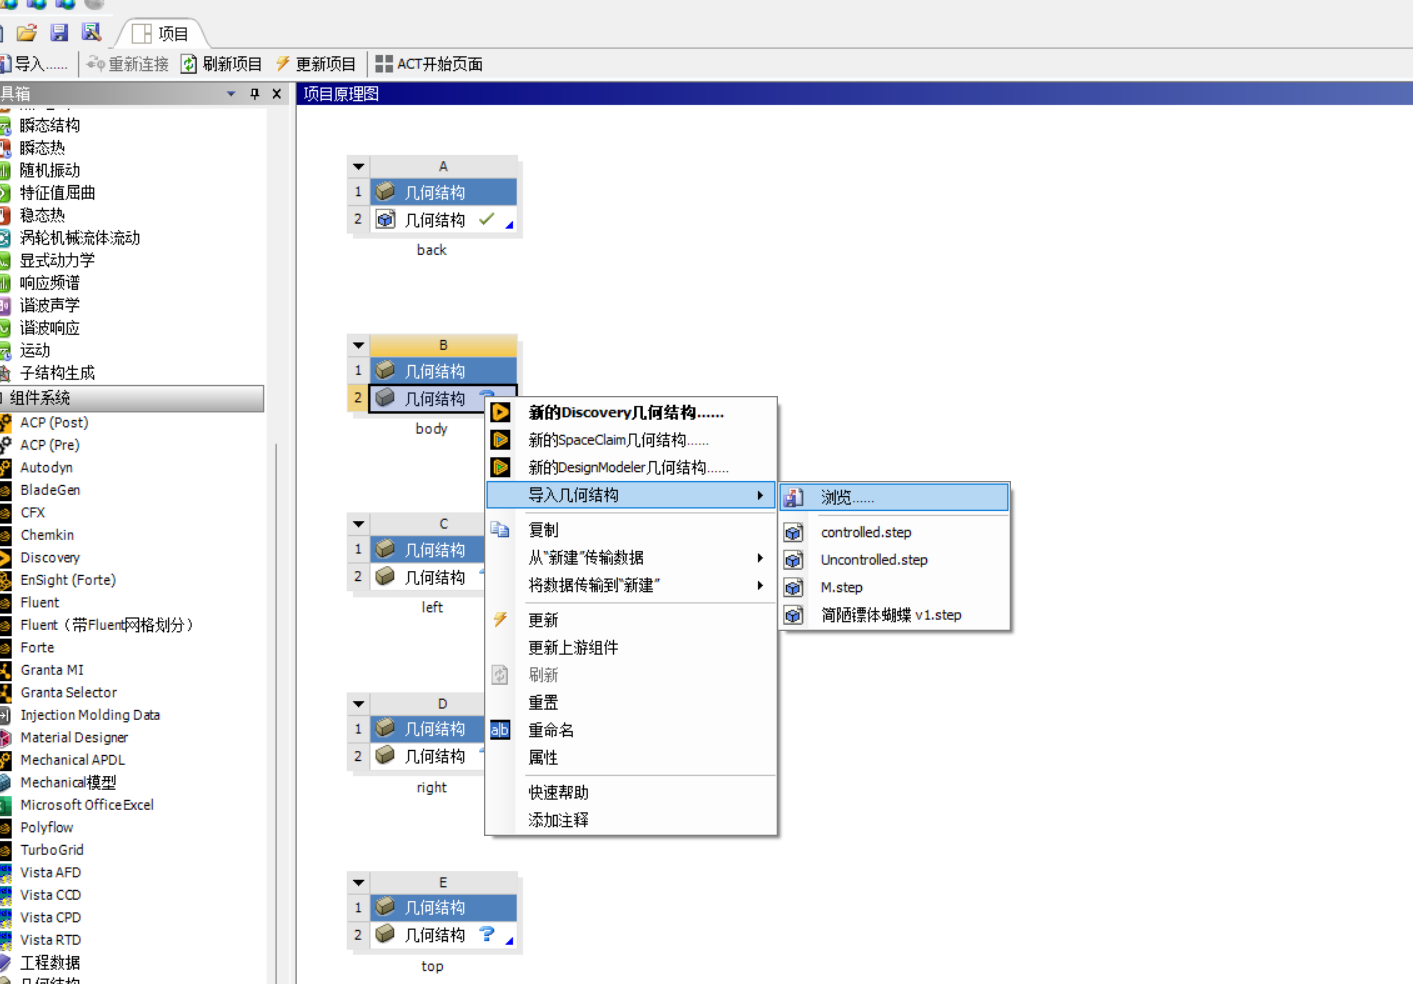 项目
导入......
重新连接
刷新项目
更新项目
ACT开始页面
具箱
项目原理图
瞬态结构
瞬态热
随机振动
特征值屈曲
稳态热
涡轮机械流体流动
显式动力学
响应频谱
谐波声学
谐波响应
运动
子结构生成
组件系统
ACP (Post)
ACP (Pre)
Autodyn
BladeGen
CFX
Chemkin
Discovery
EnSight (Forte)
Fluent
Fluent（带Fluent网格划分）
Forte
Granta MI
Granta Selector
Injection Molding Data
Material Designer
Mechanical APDL
Mechanical模型
Microsoft Office Excel
Polyflow
TurboGrid
Vista AFD
Vista CCD
Vista CPD
Vista RTD
工程数据
几何结构
A
1 几何结构
2 几何结构
back
B
1 几何结构
2 几何结构 ?
body
C
1 几何结构
2 几何结构
left
D
1 几何结构
2 几何结构
right
E
1 几何结构
2 几何结构 ?
top
新的Discovery几何结构......
新的SpaceClaim几何结构......
新的DesignModeler几何结构......
导入几何结构
复制
从“新建”传输数据
将数据传输到“新建”
更新
更新上游组件
刷新
重置
a|b 重命名
属性
快速帮助
添加注释
浏览......
controlled.step
Uncontrolled.step
M.step
简陋镖体蝴蝶 v1.step